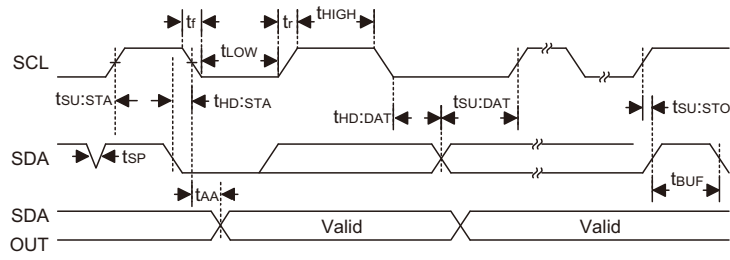 tf tr tHIGH
SCL tLOW
tSU:STA tHD:STA tHD:DAT tSU:DAT tSU:STO
SDA tSP tBUF
tAA
SDA
OUT Valid Valid